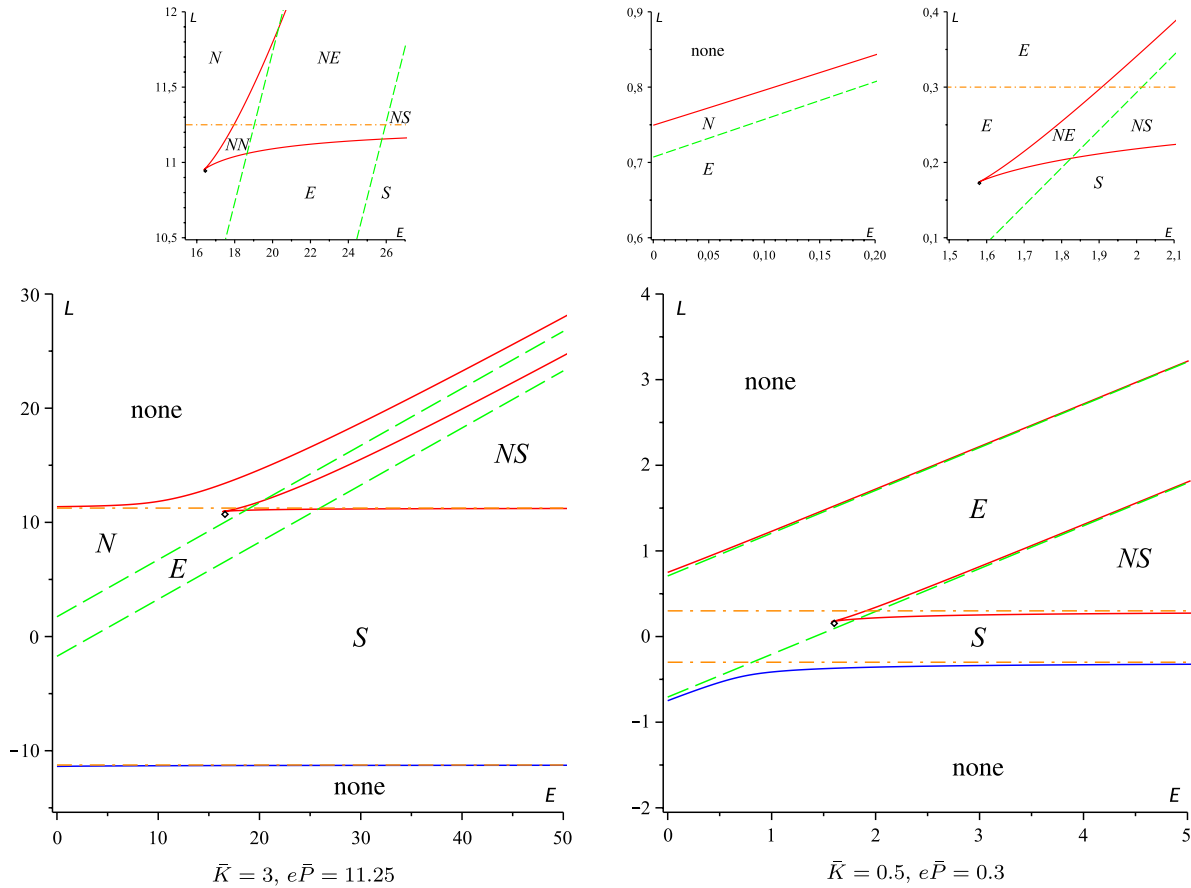 L
12
11,5
11
10,5
N
NE
NS
NN
E
S
E
16 18 20 22 24 26
L
0,9
0,8
0,7
0,6
none
N
E
E
0 0,05 0,10 0,15 0,20
L
0,4
0,3
0,2
0,1
E
E
NE
NS
S
E
1,5 1,6 1,7 1,8 1,9 2 2,1
L
30
20
10
0
−10
none
NS
N
E
S
none
E
0 10 20 30 40 50
K̄ = 3, eP̄ = 11.25
L
4
3
2
1
0
−1
−2
none
E
NS
S
none
E
0 1 2 3 4 5
K̄ = 0.5, eP̄ = 0.3